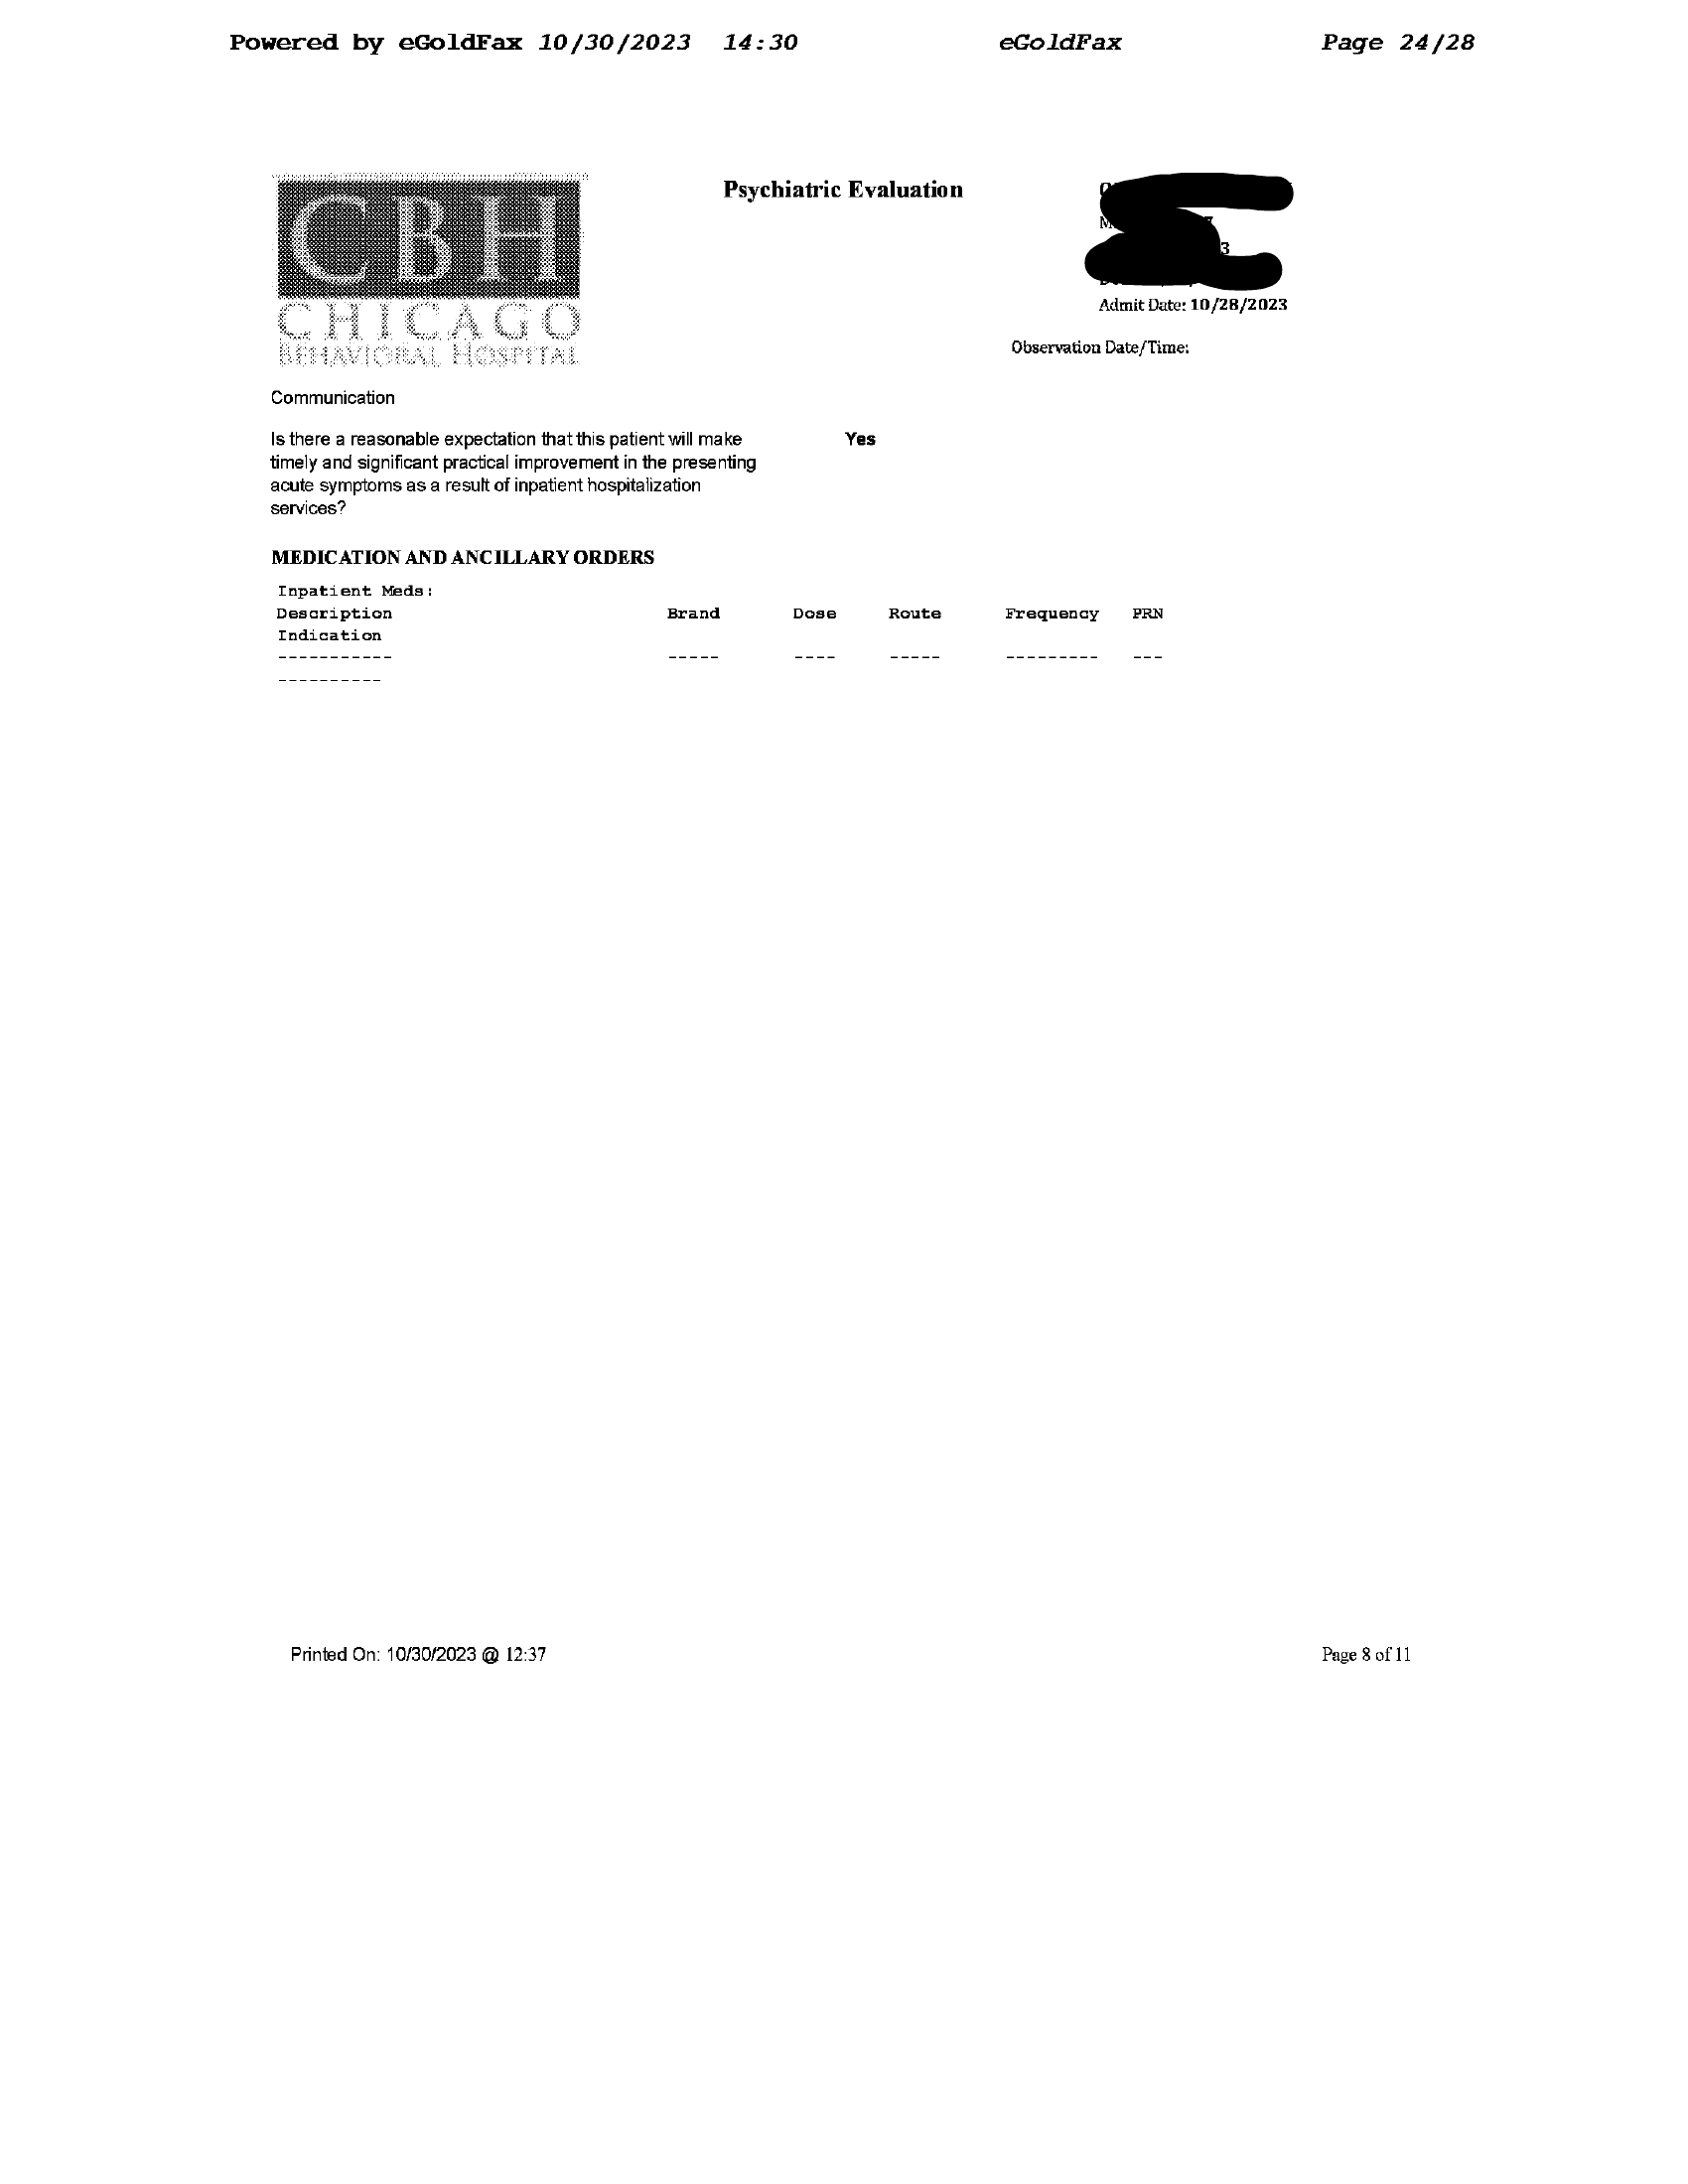 Powered by eGoldFax 10/30/2023 14:30 eGoldFax Page 24/28
CBH
CHICAGO
BEHAVIORAL HOSPITAL
Psychiatric Evaluation
3
Admit Date: 10/28/2023
Observation Date/Time:
Communication
Is there a reasonable expectation that this patient will make Yes
timely and significant practical improvement in the presenting
acute symptoms as a result of inpatient hospitalization
services?
MEDICATION AND ANCILLARY ORDERS
Inpatient Meds:
Description Brand Dose Route Frequency PRN
Indication
----------- ----- ---- ----- --------- ---
----------
Printed On: 10/30/2023 @ 12:37 Page 8 of 11